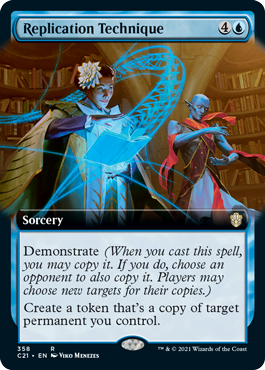 Replication Technique 4
Sorcery
Demonstrate (When you cast this spell,
you may copy it. If you do, choose an
opponent to also copy it. Players may
choose new targets for their copies.)
Create a token that's a copy of target
permanent you control.
358 R
C21 • EN Viko Menezes
™ & © 2021 Wizards of the Coast